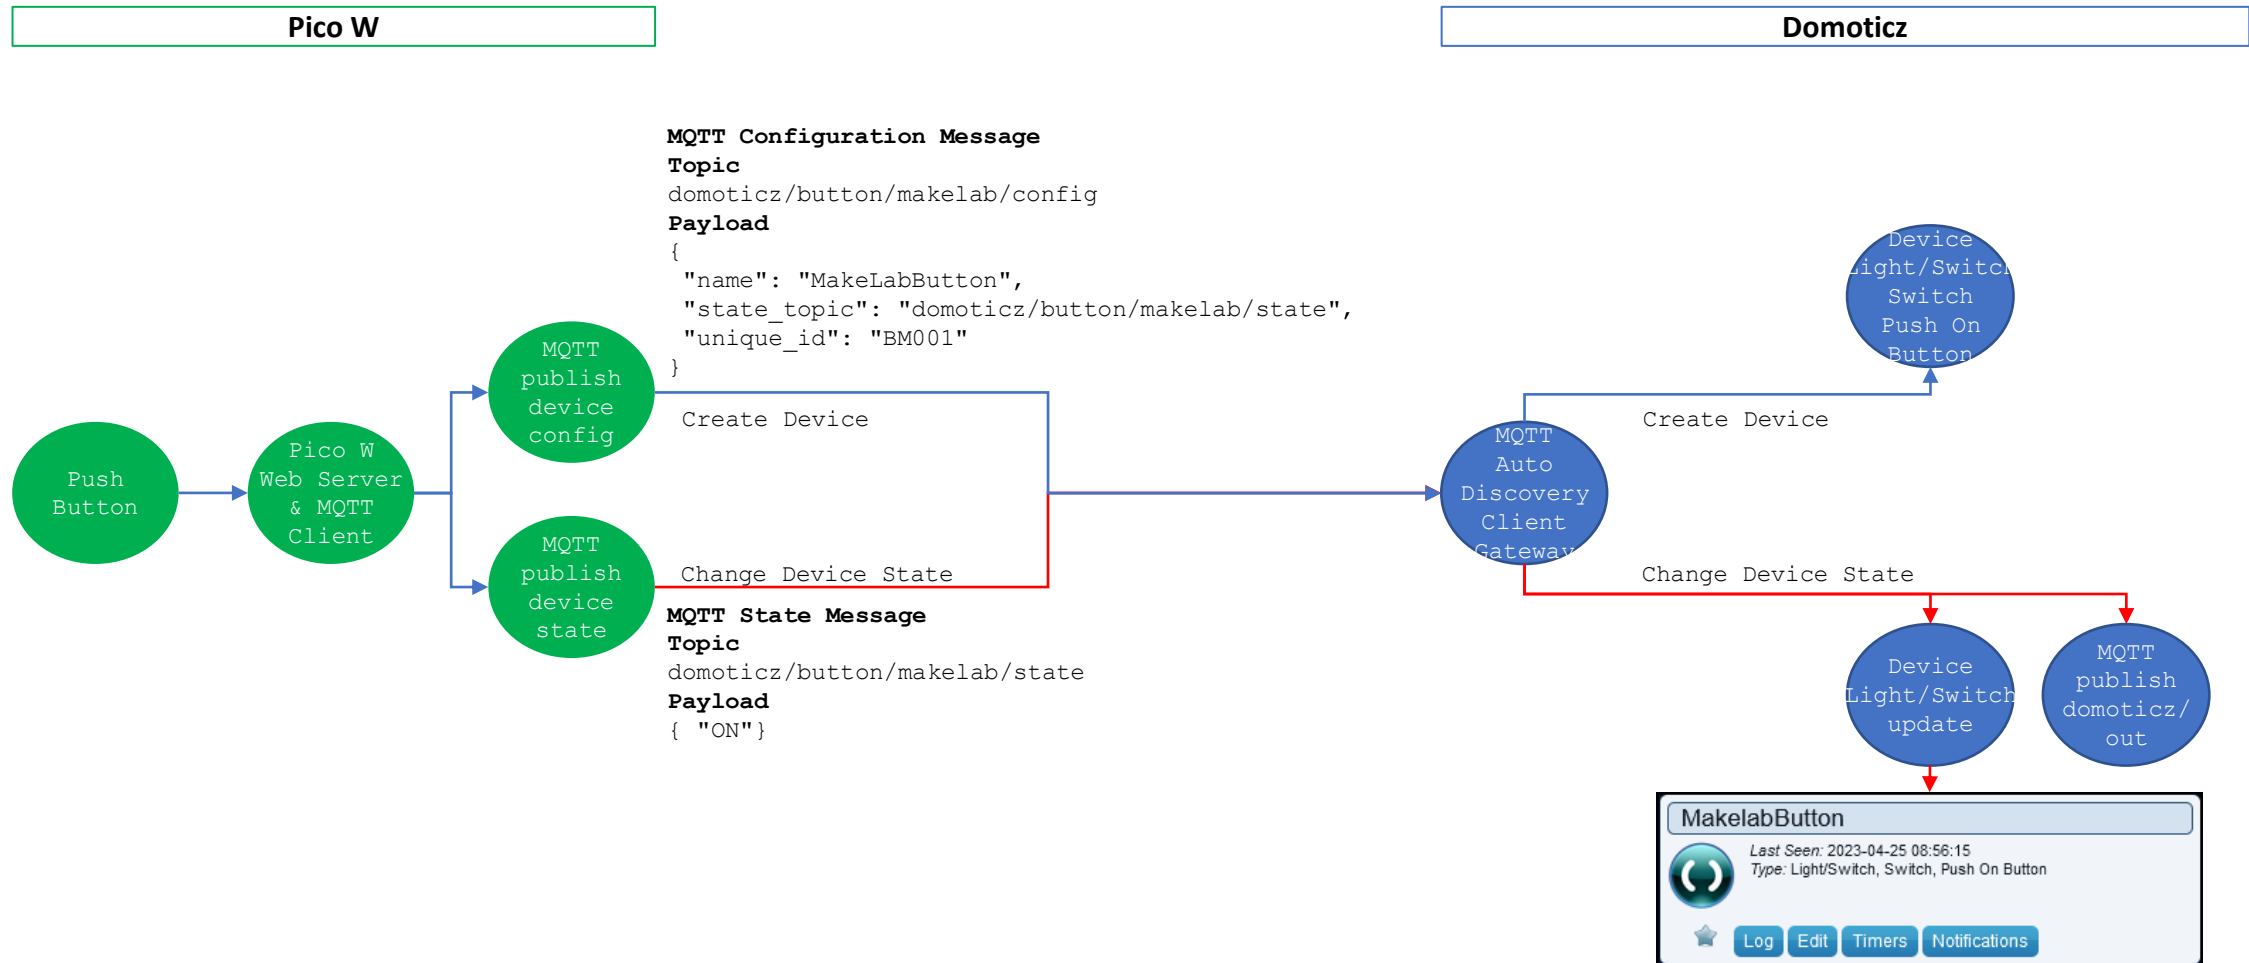 Pico W
Domoticz
MQTT Configuration Message
Topic
domoticz/button/makelab/config
Payload
{
"name": "MakeLabButton",
"state_topic": "domoticz/button/makelab/state",
"unique_id": "BM001"
}
Device
Light/Switch
Switch
Push On
Button
MQTT
publish
device
config
Create Device
Create Device
Push
Button
Pico W
Web Server
& MQTT
Client
MQTT
Auto
Discovery
Client
Gateway
MQTT
publish
device
state
Change Device State
Change Device State
MQTT State Message
Topic
domoticz/button/makelab/state
Payload
{ "ON"}
Device
Light/Switch
update
MQTT
publish
domoticz/
out
MakelabButton
Last Seen: 2023-04-25 08:56:15
Type: Light/Switch, Switch, Push On Button
Log Edit Timers Notifications